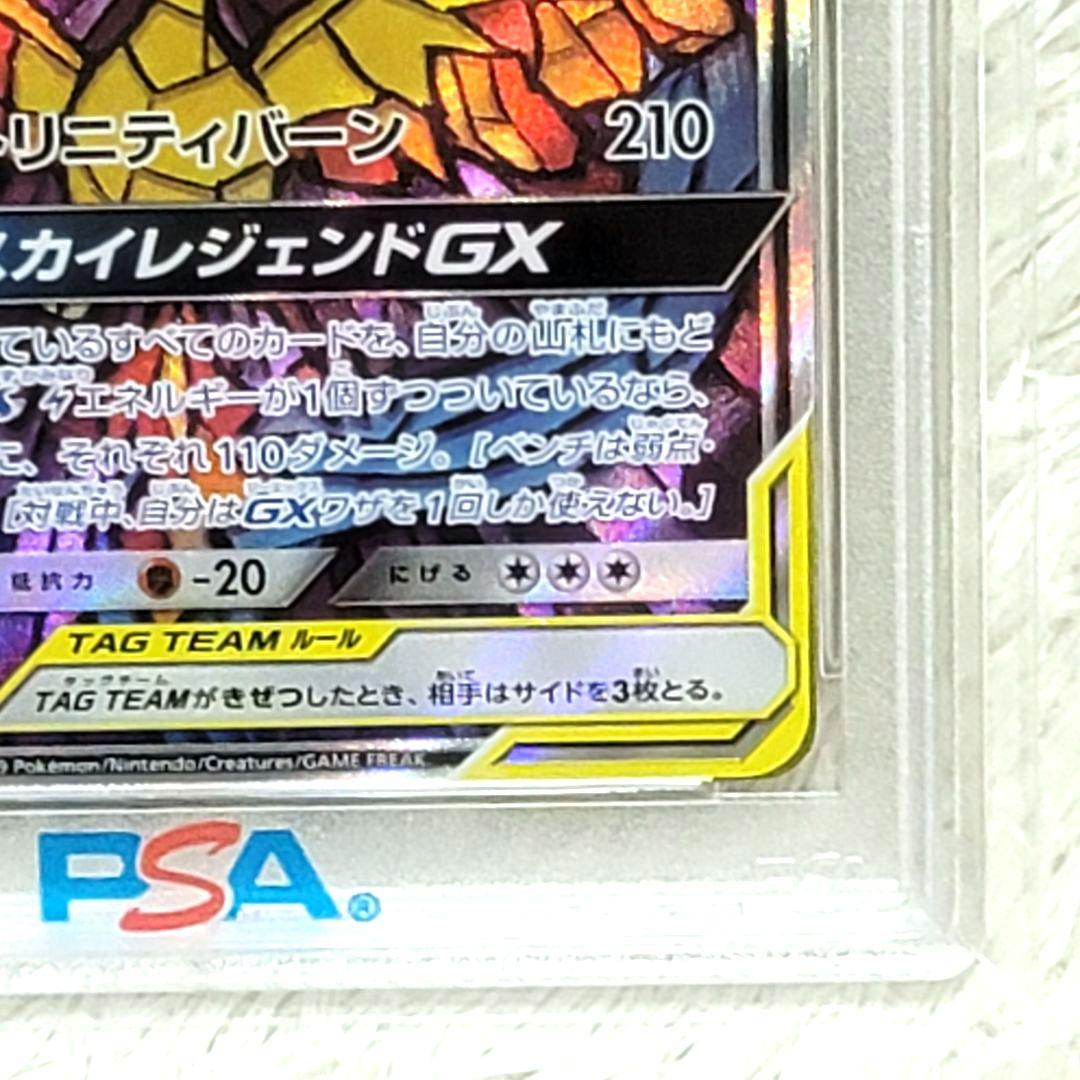 リニティバーン 210
スカイレジェンドGX
ているすべてのカードを、自分の山札にもど
エネルギーが1個ずつついているなら、
に、それぞれ110ダメージ。[ベンチは弱点・
[対戦中、自分はGXワザを1回しか使えない。]
抵抗力 -20 にげる
TAG TEAM ルール
TAG TEAMがきぜつしたとき、相手はサイドを3枚とる。
9 Pokémon/Nintendo/Creatures/GAME FREAK
PSA®